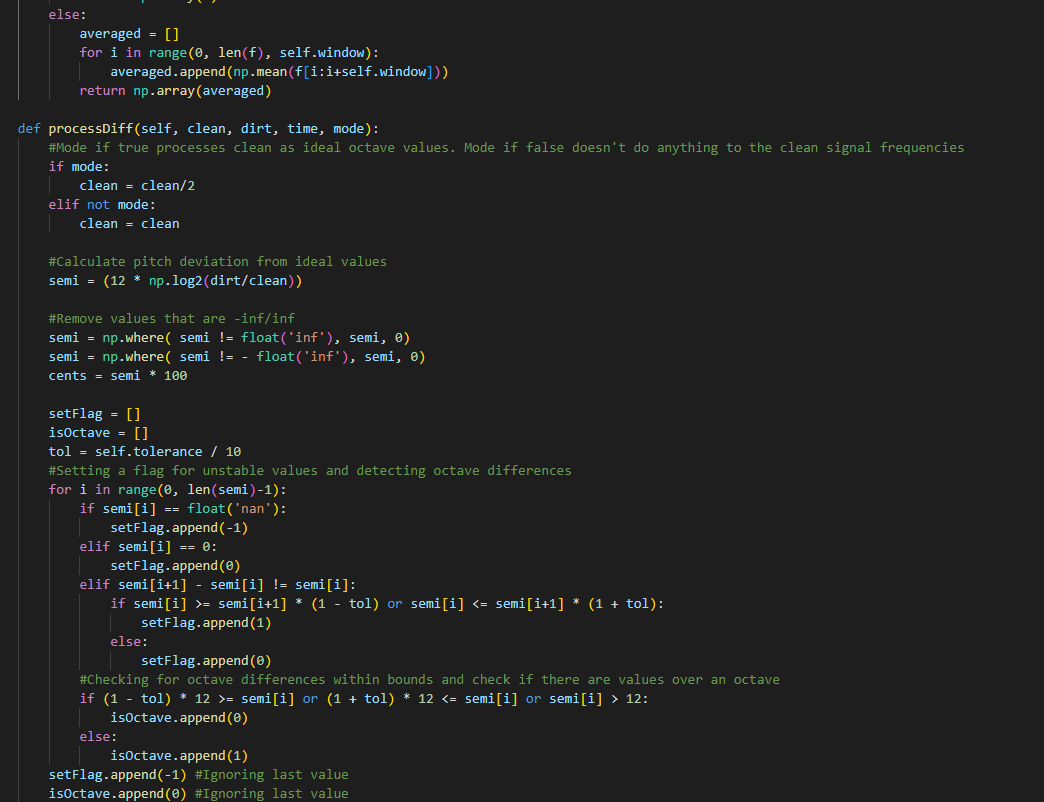 else:
averaged = []
for i in range(0, len(f), self.window):
averaged.append(np.mean(f[i:i+self.window]))
return np.array(averaged)
def processDiff(self, clean, dirt, time, mode):
#Mode if true processes clean as ideal octave values. Mode if false doesn't do anything to the clean signal frequencies
if mode:
clean = clean/2
elif not mode:
clean = clean
#Calculate pitch deviation from ideal values
semi = (12 * np.log2(dirt/clean))
#Remove values that are -inf/inf
semi = np.where( semi != float('inf'), semi, 0)
semi = np.where( semi != - float('inf'), semi, 0)
cents = semi * 100
setFlag = []
isOctave = []
tol = self.tolerance / 10
#Setting a flag for unstable values and detecting octave differences
for i in range(0, len(semi)-1):
if semi[i] == float('nan'):
setFlag.append(-1)
elif semi[i] == 0:
setFlag.append(0)
elif semi[i+1] - semi[i] != semi[i]:
if semi[i] >= semi[i+1] * (1 - tol) or semi[i] <= semi[i+1] * (1 + tol):
setFlag.append(1)
else:
setFlag.append(0)
#Checking for octave differences within bounds and check if there are values over an octave
if (1 - tol) * 12 >= semi[i] or (1 + tol) * 12 <= semi[i] or semi[i] > 12:
isOctave.append(0)
else:
isOctave.append(1)
setFlag.append(-1) #Ignoring last value
isOctave.append(0) #Ignoring last value